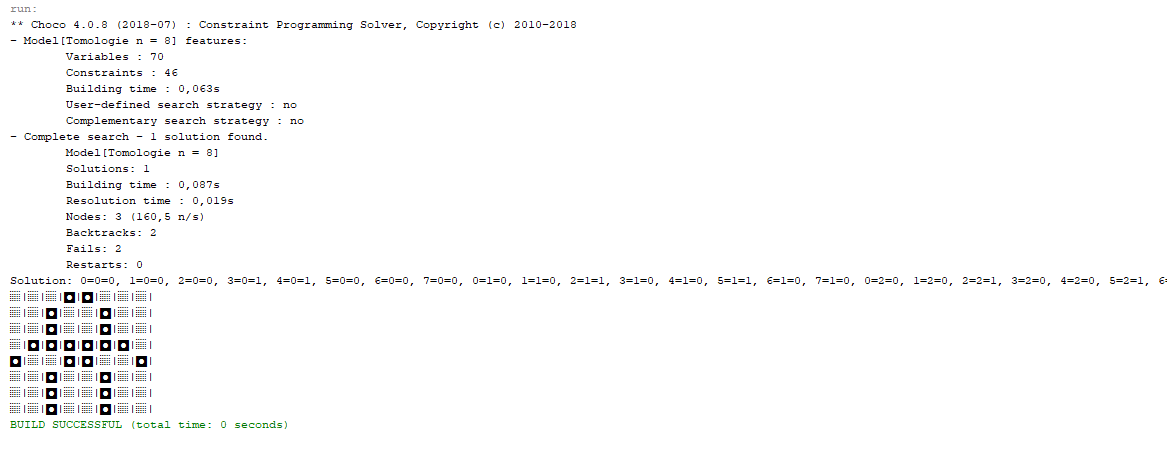 run:
** Choco 4.0.8 (2018-07) : Constraint Programming Solver, Copyright (c) 2010-2018
- Model[Tomologie n = 8] features:
Variables : 70
Constraints : 46
Building time : 0,063s
User-defined search strategy : no
Complementary search strategy : no
- Complete search - 1 solution found.
Model[Tomologie n = 8]
Solutions: 1
Building time : 0,087s
Resolution time : 0,019s
Nodes: 3 (160,5 n/s)
Backtracks: 2
Fails: 2
Restarts: 0
Solution: 0=0=0, 1=0=0, 2=0=0, 3=0=1, 4=0=1, 5=0=0, 6=0=0, 7=0=0, 0=1=0, 1=1=0, 2=1=1, 3=1=0, 4=1=0, 5=1=1, 6=1=0, 7=1=0, 0=2=0, 1=2=0, 2=2=1, 3=2=0, 4=2=0, 5=2=1, 6=
▒|▒|▒|◘|◘|▒|▒|▒|
▒|▒|◘|▒|▒|◘|▒|▒|
▒|▒|◘|▒|▒|◘|▒|▒|
▒|◘|◘|◘|◘|◘|◘|▒|
◘|▒|▒|◘|◘|▒|▒|◘|
▒|▒|◘|▒|▒|◘|▒|▒|
▒|▒|◘|▒|▒|◘|▒|▒|
▒|▒|◘|▒|▒|◘|▒|▒|
BUILD SUCCESSFUL (total time: 0 seconds)